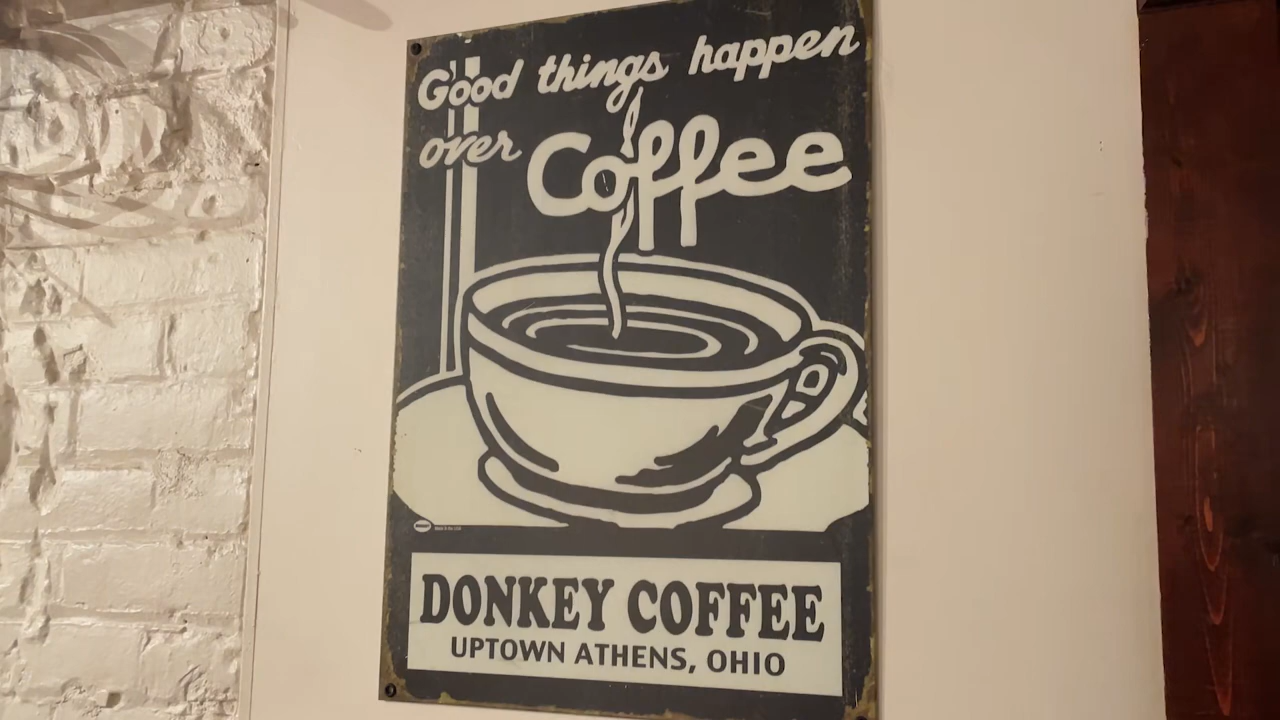 Good things happen
over Coffee
DONKEY COFFEE
UPTOWN ATHENS, OHIO